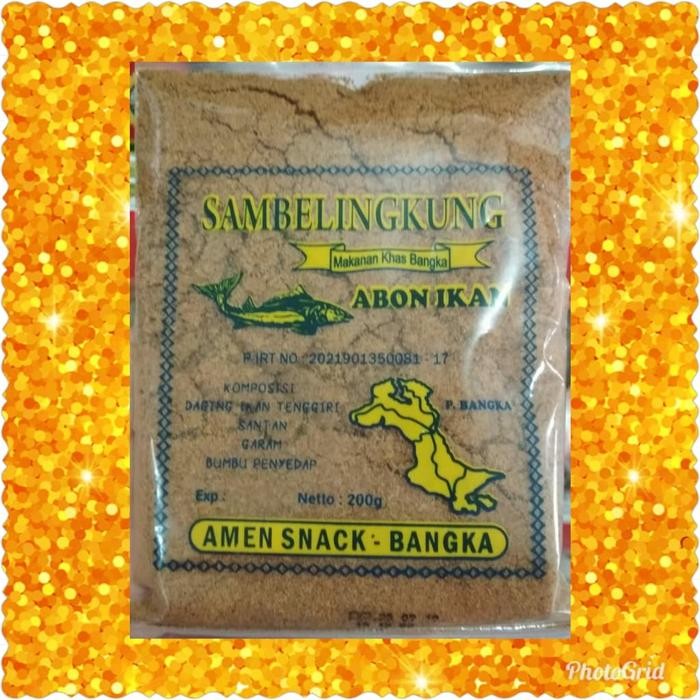 SAMBELINGKUNG
Makanan Khas Bangka
ABON IKAN
P.IRT NO. 2021901350081 - 17
KOMPOSISI
DAGING IKAN TENGGIRI
SANTAN
GARAM
BUMBU PENYEDAP
P. BANGKA
Exp :
Netto : 200g
AMEN SNACK - BANGKA
PhotoGrid